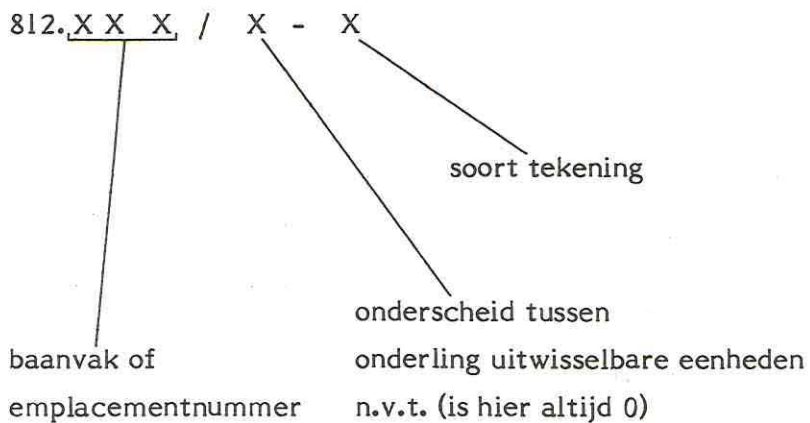 812.X X X / X - X
soort tekening
onderscheid tussen
baanvak of onderling uitwisselbare eenheden
emplacementnummer n.v.t. (is hier altijd 0)